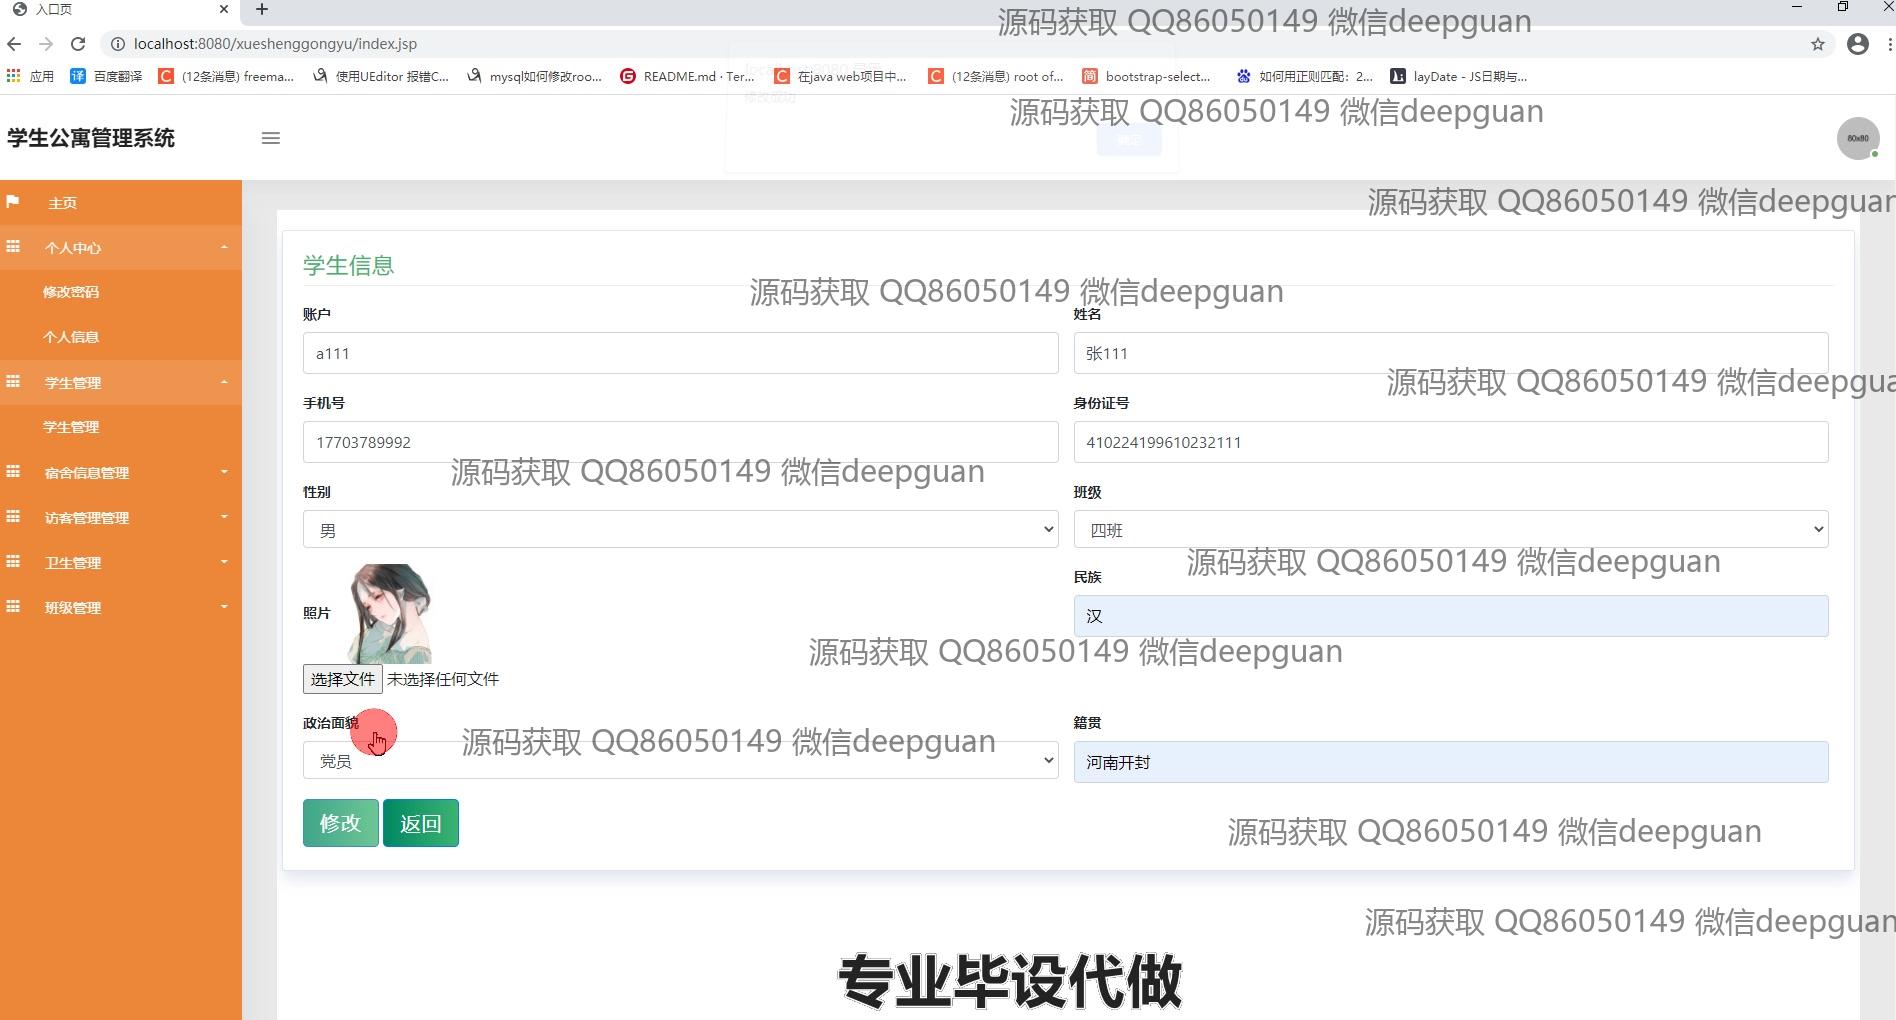 入口页
源码获取 QQ86050149 微信deepguan
localhost:8080/xueshenggongyu/index.jsp
应用 百度翻译 (12条消息) freema... 使用UEditor 报错C... mysql如何修改roo... README.md · Ter... 在java web项目中... (12条消息) root of... bootstrap-select... 如何用正则匹配：2... layDate - JS日期与...
修改成功
源码获取 QQ86050149 微信deepguan
确定
学生公寓管理系统
80x80
源码获取 QQ86050149 微信deepguan
主页
个人中心
修改密码
个人信息
学生管理
学生管理
宿舍信息管理
访客管理管理
卫生管理
班级管理
学生信息
源码获取 QQ86050149 微信deepguan
账户 姓名
a111 张111
源码获取 QQ86050149 微信deepgua
手机号 身份证号
17703789992 410224199610232111
源码获取 QQ86050149 微信deepguan
性别 班级
男 四班
源码获取 QQ86050149 微信deepguan
照片 民族
汉
源码获取 QQ86050149 微信deepguan
选择文件 未选择任何文件
政治面貌 籍贯
源码获取 QQ86050149 微信deepguan
党员 河南开封
修改 返回
源码获取 QQ86050149 微信deepguan
源码获取 QQ86050149 微信deepguan
专业毕设代做